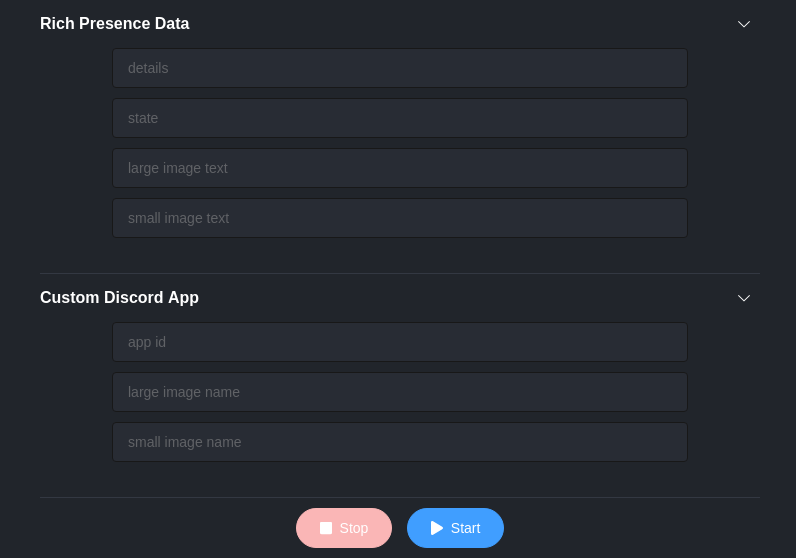 Rich Presence Data
details
state
large image text
small image text
Custom Discord App
app id
large image name
small image name
Stop
Start